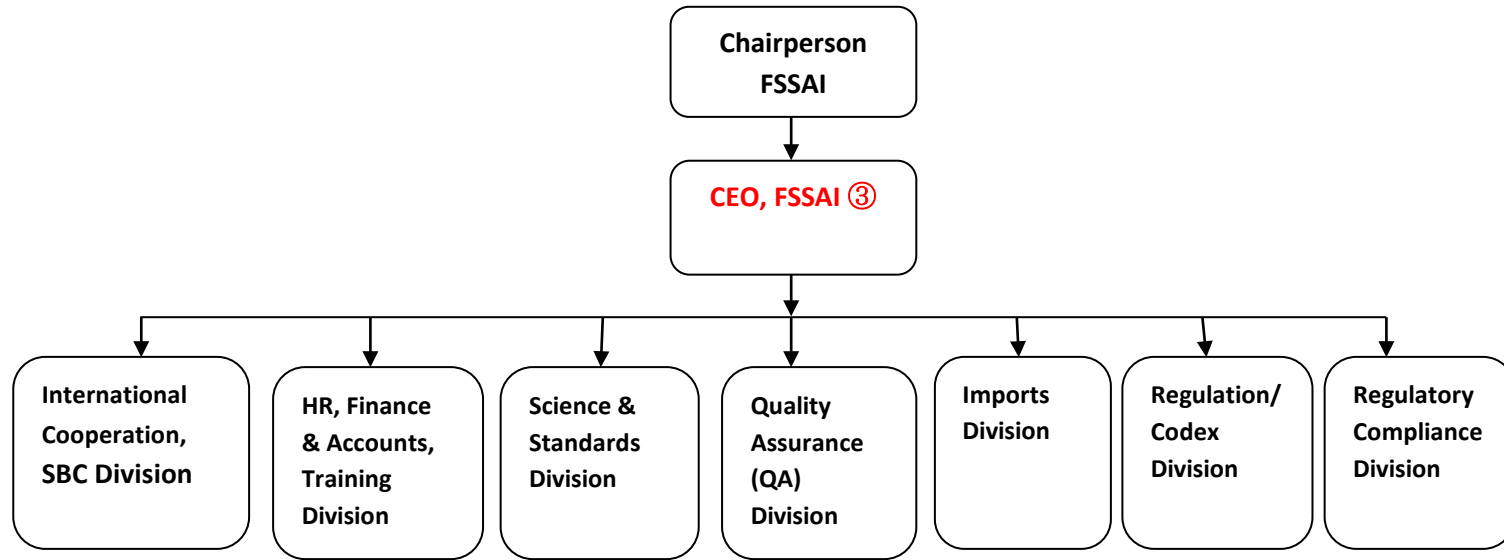 Chairperson
FSSAI
CEO, FSSAI ③
International
Cooperation,
SBC Division
HR, Finance
& Accounts,
Training
Division
Science &
Standards
Division
Quality
Assurance
(QA)
Division
Imports
Division
Regulation/
Codex
Division
Regulatory
Compliance
Division